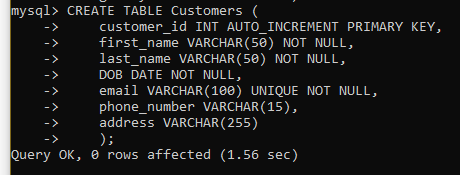 mysql> CREATE TABLE Customers (
    ->     customer_id INT AUTO_INCREMENT PRIMARY KEY,
    ->     first_name VARCHAR(50) NOT NULL,
    ->     last_name VARCHAR(50) NOT NULL,
    ->     DOB DATE NOT NULL,
    ->     email VARCHAR(100) UNIQUE NOT NULL,
    ->     phone_number VARCHAR(15),
    ->     address VARCHAR(255)
    ->     );
Query OK, 0 rows affected (1.56 sec)